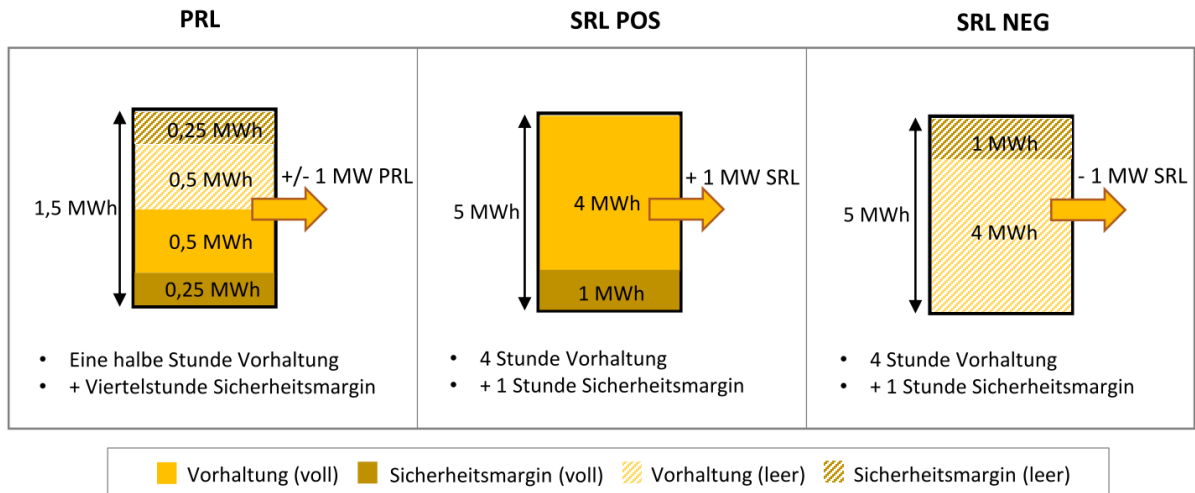 PRL
SRL POS
SRL NEG
1,5 MWh
0,25 MWh
0,5 MWh
0,5 MWh
0,25 MWh
+/- 1 MW PRL
• Eine halbe Stunde Vorhaltung
• + Viertelstunde Sicherheitsmargin
5 MWh
4 MWh
1 MWh
+ 1 MW SRL
• 4 Stunde Vorhaltung
• + 1 Stunde Sicherheitsmargin
5 MWh
1 MWh
4 MWh
- 1 MW SRL
• 4 Stunde Vorhaltung
• + 1 Stunde Sicherheitsmargin
Vorhaltung (voll) Sicherheitsmargin (voll) Vorhaltung (leer) Sicherheitsmargin (leer)